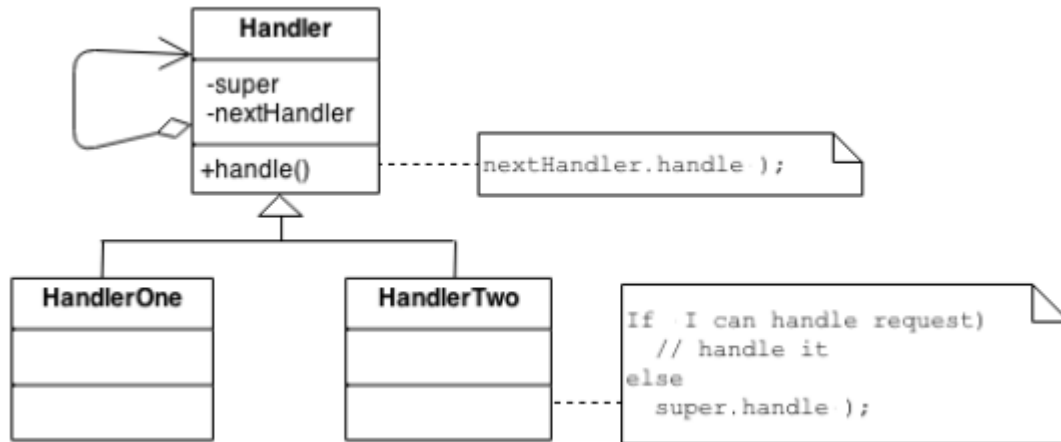 Handler
-super
-nextHandler
+handle()
nextHandler.handle );
HandlerOne
HandlerTwo
If I can handle request)
// handle it
else
super.handle );